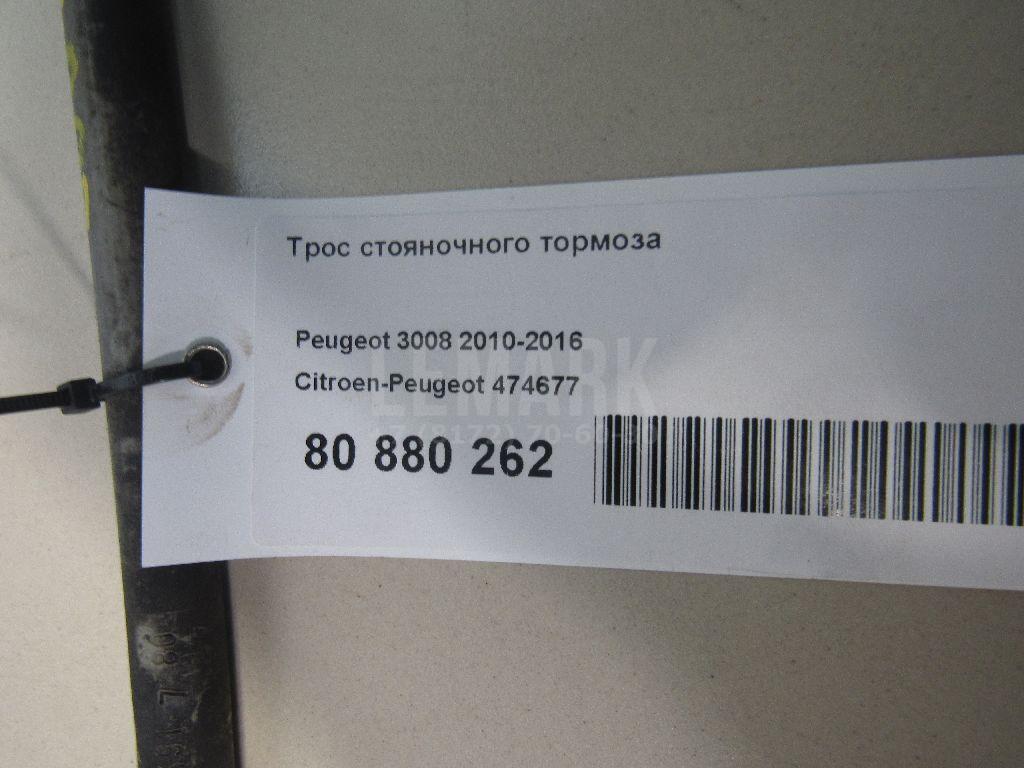 Трос стояночного тормоза
Peugeot 3008 2010-2016
Citroen-Peugeot 474677
LEMARK
80 880 262